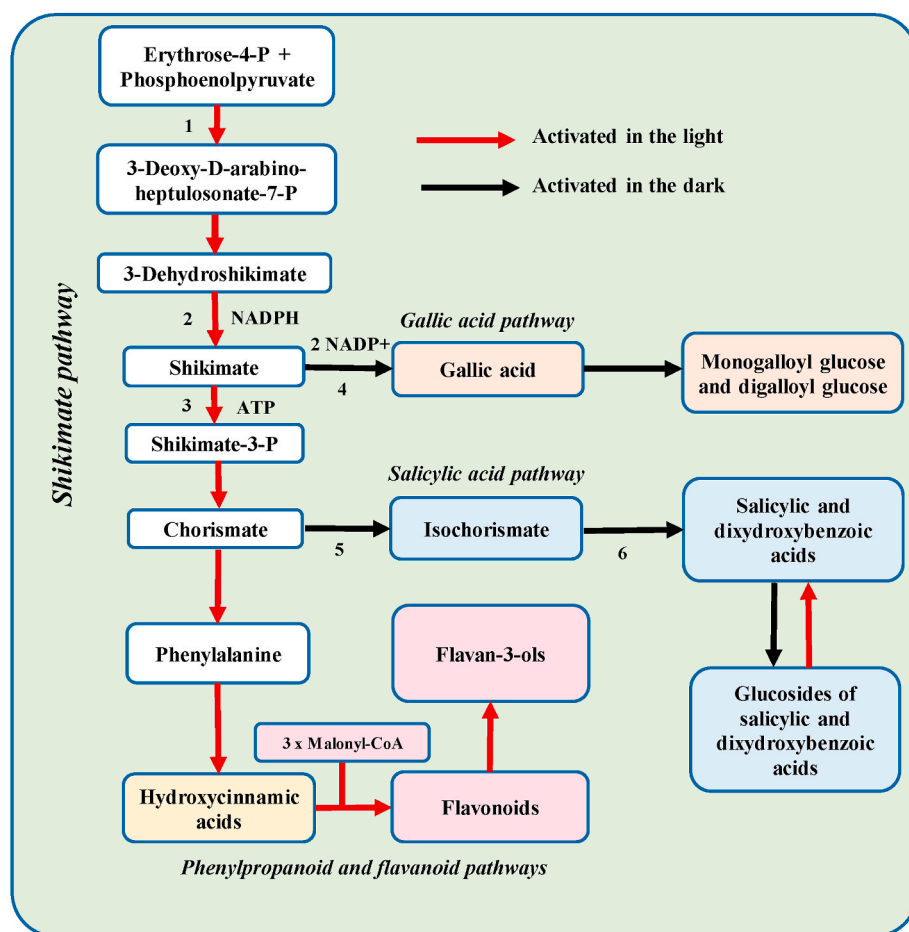 Erythrose-4-P +
Phosphoenolpyruvate
1
Activated in the light
3-Deoxy-D-arabino-
heptulosonate-7-P
Activated in the dark
3-Dehydroshikimate
2
NADPH
Gallic acid pathway
2 NADP+
Shikimate
4
Gallic acid
Monogalloyl glucose
and digalloyl glucose
3
ATP
Shikimate-3-P
Shikimate pathway
Salicylic acid pathway
Chorismate
5
Isochorismate
6
Salicylic and
dixydroxybenzoic
acids
Phenylalanine
Flavan-3-ols
Glucosides of
salicylic and
dixydroxybenzoic
acids
3 x Malonyl-CoA
Hydroxycinnamic
acids
Flavonoids
Phenylpropanoid and flavanoid pathways